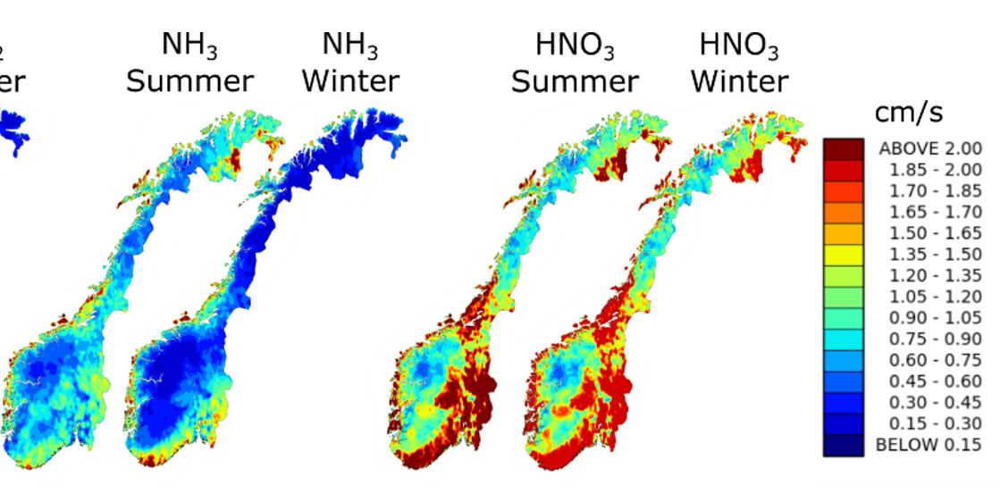 2
er
NH₃
Summer
NH₃
Winter
HNO₃
Summer
HNO₃
Winter
cm/s
ABOVE 2.00
1.85 - 2.00
1.70 - 1.85
1.65 - 1.70
1.50 - 1.65
1.35 - 1.50
1.20 - 1.35
1.05 - 1.20
0.90 - 1.05
0.75 - 0.90
0.60 - 0.75
0.45 - 0.60
0.30 - 0.45
0.15 - 0.30
BELOW 0.15